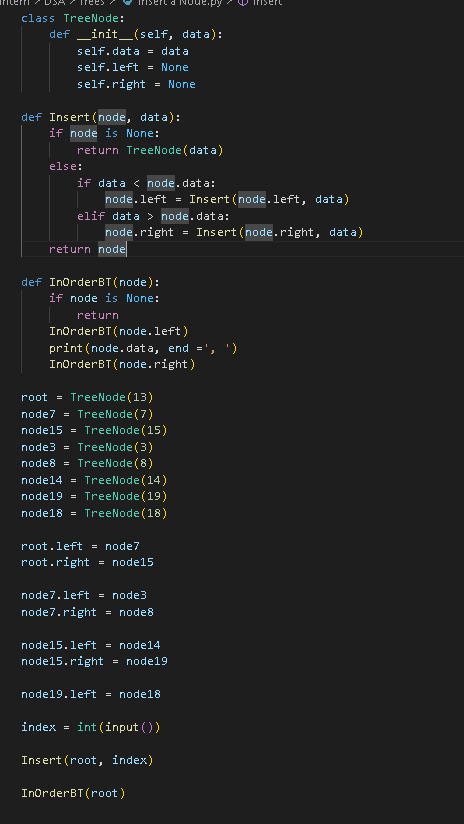 Intern > DSA > Trees > Insert a Node.py > Insert
class TreeNode:
    def __init__(self, data):
        self.data = data
        self.left = None
        self.right = None
def Insert(node, data):
    if node is None:
        return TreeNode(data)
    else:
        if data < node.data:
            node.left = Insert(node.left, data)
        elif data > node.data:
            node.right = Insert(node.right, data)
    return node
def InOrderBT(node):
    if node is None:
        return
    InOrderBT(node.left)
    print(node.data, end =', ')
    InOrderBT(node.right)
root = TreeNode(13)
node7 = TreeNode(7)
node15 = TreeNode(15)
node3 = TreeNode(3)
node8 = TreeNode(8)
node14 = TreeNode(14)
node19 = TreeNode(19)
node18 = TreeNode(18)
root.left = node7
root.right = node15
node7.left = node3
node7.right = node8
node15.left = node14
node15.right = node19
node19.left = node18
index = int(input())
Insert(root, index)
InOrderBT(root)